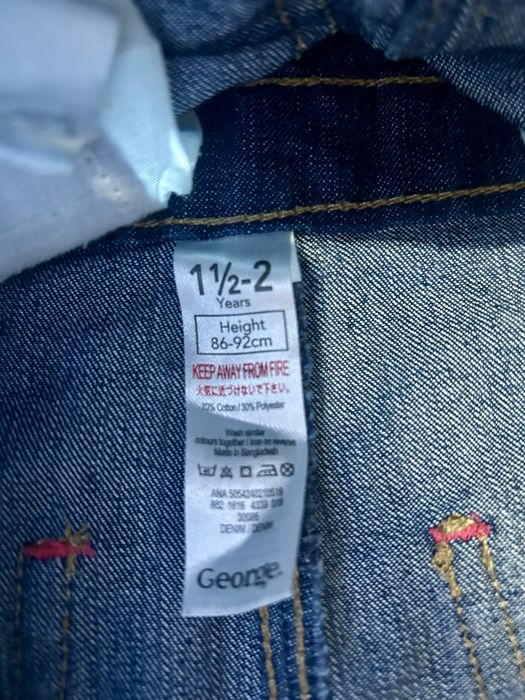 1½-2
Years
Height
86-92cm
KEEP AWAY FROM FIRE
火気に近づけないで下さい。
70% Cotton / 30% Polyester
Wash similar
colours together / iron on reverse
Made in Bangladesh
ANA 5054240210519
DENIM / DENIM
George.